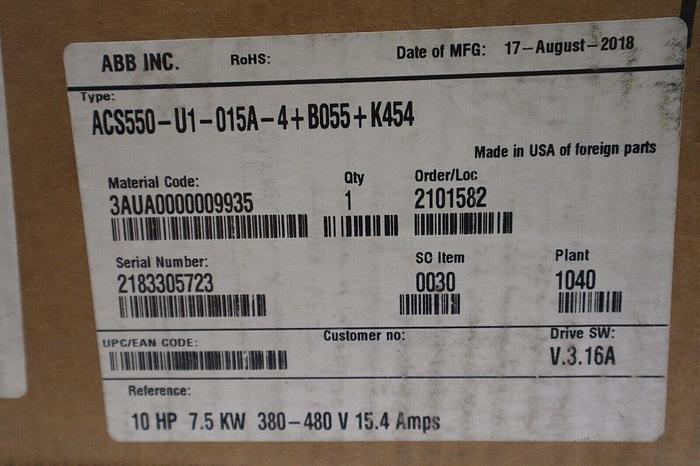 ABB INC. RoHS: Date of MFG: 17-August-2018
Type:
ACS550-U1-015A-4+B055+K454
Made in USA of foreign parts
Material Code: Qty Order/Loc
3AUA0000009935 1 2101582
Serial Number: SC Item Plant
2183305723 0030 1040
UPC/EAN CODE: Customer no: Drive SW:
V.3.16A
Reference:
10 HP 7.5 KW 380-480 V 15.4 Amps